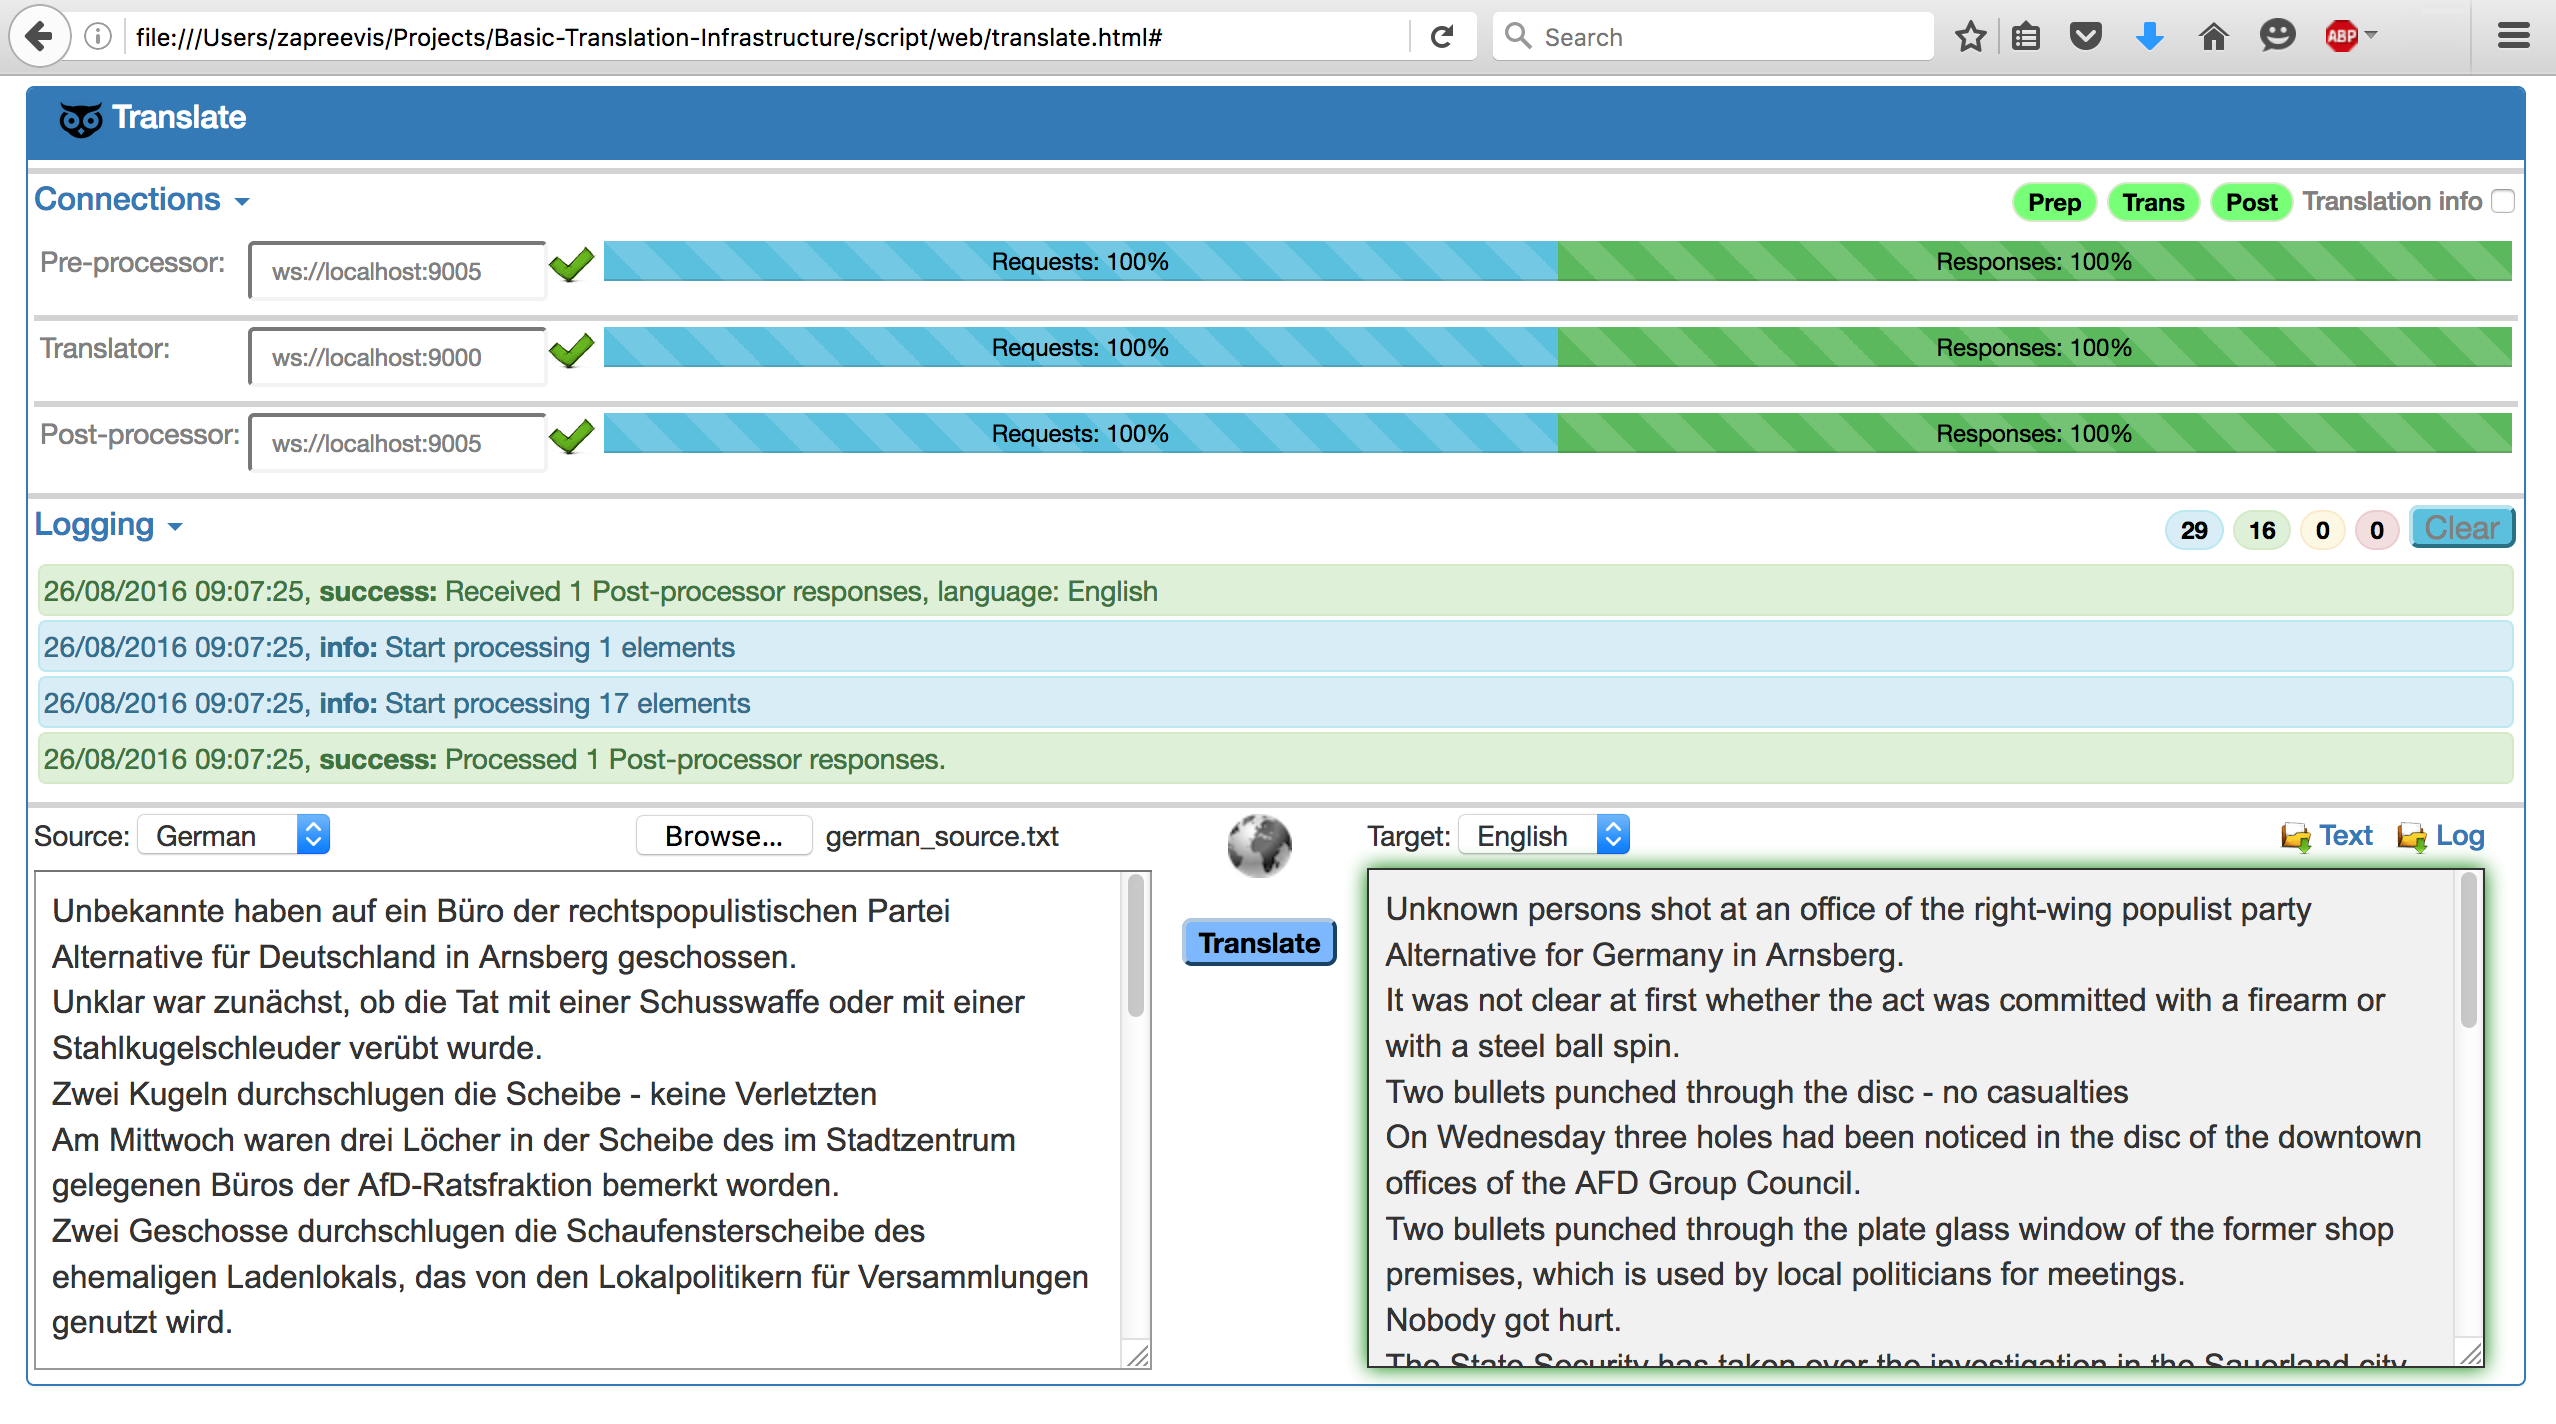 file:///Users/zapreevis/Projects/Basic-Translation-Infrastructure/script/web/translate.html#
Search
ABP
Translate
Connections
Prep Trans Post Translation info
Pre-processor: ws://localhost:9005 Requests: 100% Responses: 100%
Translator: ws://localhost:9000 Requests: 100% Responses: 100%
Post-processor: ws://localhost:9005 Requests: 100% Responses: 100%
Logging 29 16 0 0 Clear
26/08/2016 09:07:25, success: Received 1 Post-processor responses, language: English
26/08/2016 09:07:25, info: Start processing 1 elements
26/08/2016 09:07:25, info: Start processing 17 elements
26/08/2016 09:07:25, success: Processed 1 Post-processor responses.
Source: German Browse... german_source.txt
Unbekannte haben auf ein Büro der rechtspopulistischen Partei
Alternative für Deutschland in Arnsberg geschossen.
Unklar war zunächst, ob die Tat mit einer Schusswaffe oder mit einer
Stahlkugelschleuder verübt wurde.
Zwei Kugeln durchschlugen die Scheibe - keine Verletzten
Am Mittwoch waren drei Löcher in der Scheibe des im Stadtzentrum
gelegenen Büros der AfD-Ratsfraktion bemerkt worden.
Zwei Geschosse durchschlugen die Schaufensterscheibe des
ehemaligen Ladenlokals, das von den Lokalpolitikern für Versammlungen
genutzt wird.
Translate
Target: English Text Log
Unknown persons shot at an office of the right-wing populist party
Alternative for Germany in Arnsberg.
It was not clear at first whether the act was committed with a firearm or
with a steel ball spin.
Two bullets punched through the disc - no casualties
On Wednesday three holes had been noticed in the disc of the downtown
offices of the AFD Group Council.
Two bullets punched through the plate glass window of the former shop
premises, which is used by local politicians for meetings.
Nobody got hurt.
The State Security has taken over the investigation in the Sauerland city